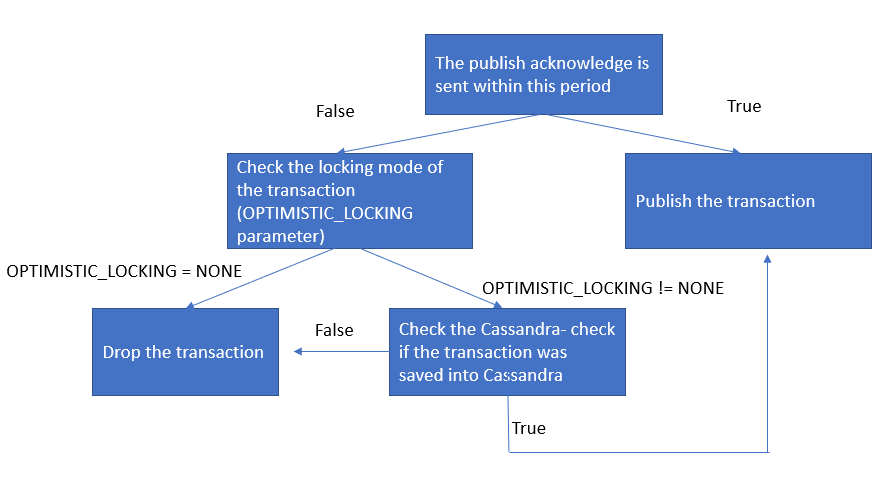 The publish acknowledge is
sent within this period
False
True
Check the locking mode of
the transaction
(OPTIMISTIC_LOCKING
parameter)
Publish the transaction
OPTIMISTIC_LOCKING = NONE
OPTIMISTIC_LOCKING != NONE
Drop the transaction
False
Check the Cassandra- check
if the transaction was
saved into Cassandra
True